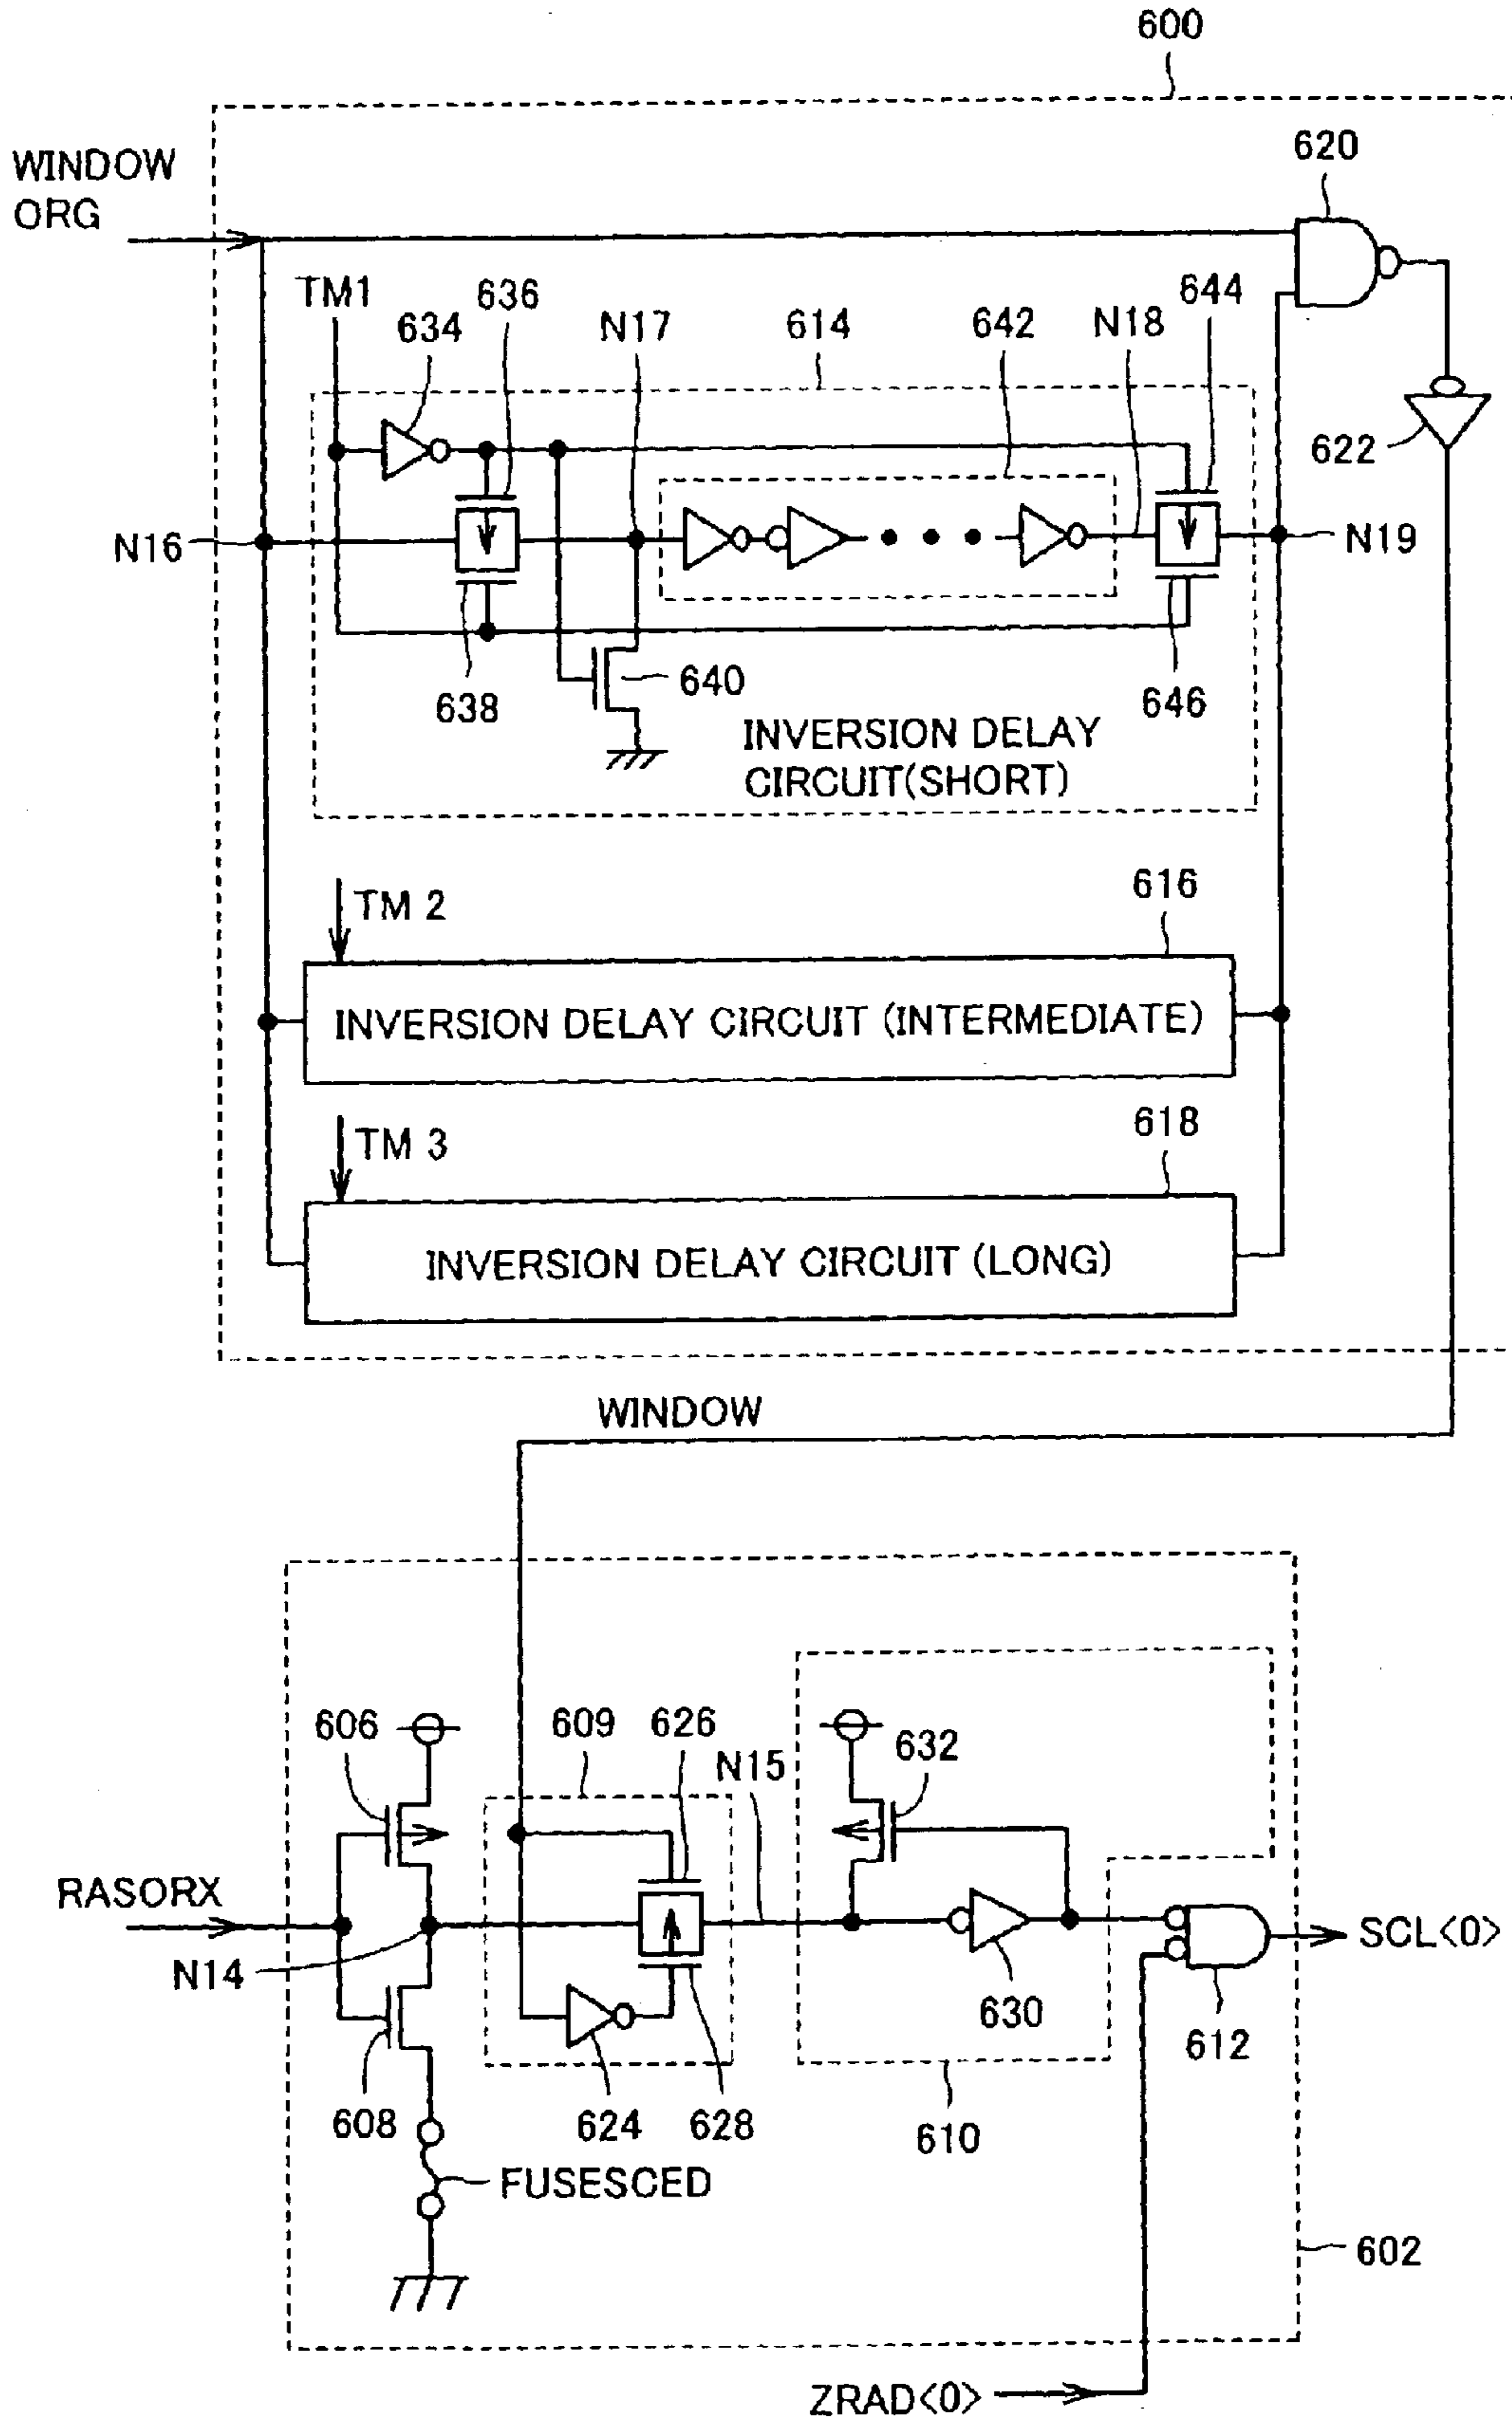 600
WINDOW
ORG
620
TM1
634
636
N17
614
642
N18
644
622
N16
N19
638
640
646
INVERSION DELAY
CIRCUIT(SHORT)
TM 2
616
INVERSION DELAY CIRCUIT (INTERMEDIATE)
TM 3
618
INVERSION DELAY CIRCUIT (LONG)
WINDOW
606
609
626
N15
632
RASORX
SCL<0>
N14
630
612
608
624
628
610
FUSESCED
602
ZRAD<0>